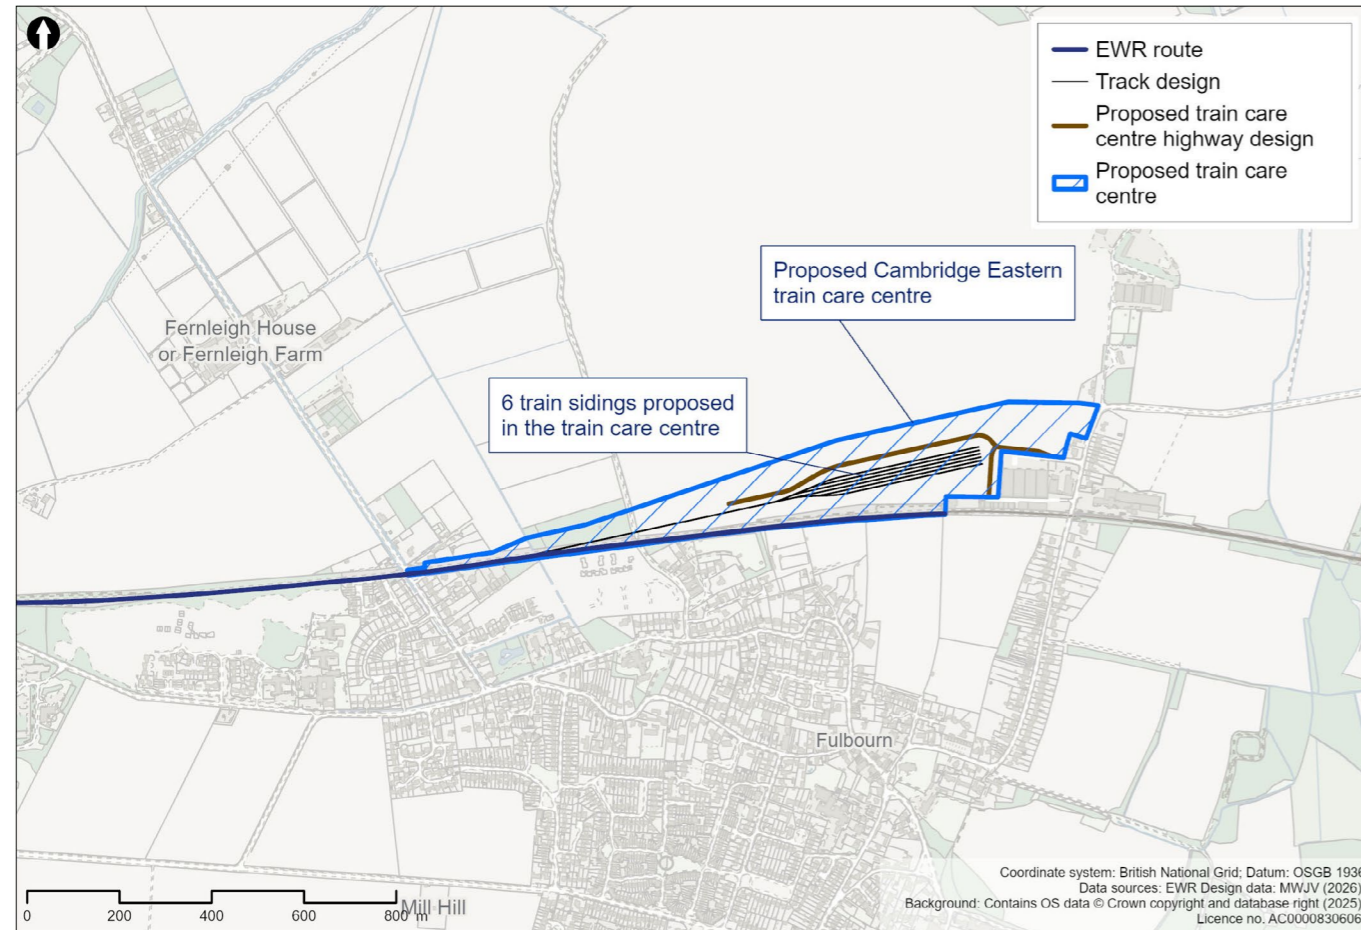 EWR route
Track design
Proposed train care
centre highway design
Proposed train care
centre
Proposed Cambridge Eastern
train care centre
Fernleigh House
or Fernleigh Farm
6 train sidings proposed
in the train care centre
Fulbourn
Mill Hill
0 200 400 600 800 m
Coordinate system: British National Grid; Datum: OSGB 1936
Data sources: EWR Design data: MWJV (2026)
Background: Contains OS data © Crown copyright and database right (2025)
Licence no. AC0000830606